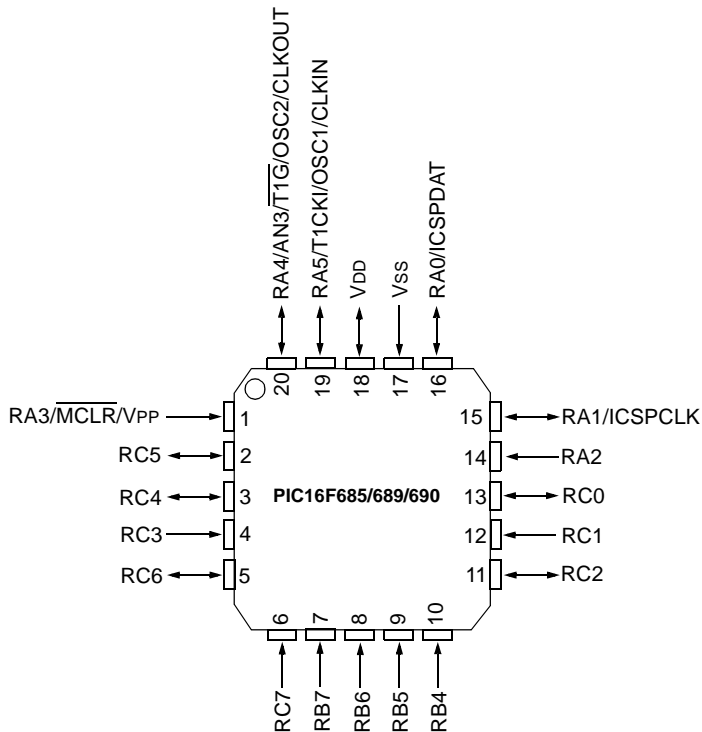 RA4/AN3/T1G/OSC2/CLKOUT
RA5/T1CKI/OSC1/CLKIN
VDD
VSS
RA0/ICSPDAT
20
19
18
17
16
RA3/MCLR/VPP
1
15
RA1/ICSPCLK
RC5
2
14
RA2
RC4
3
PIC16F685/689/690
13
RC0
RC3
4
12
RC1
RC6
5
11
RC2
6
7
8
9
10
RC7
RB7
RB6
RB5
RB4